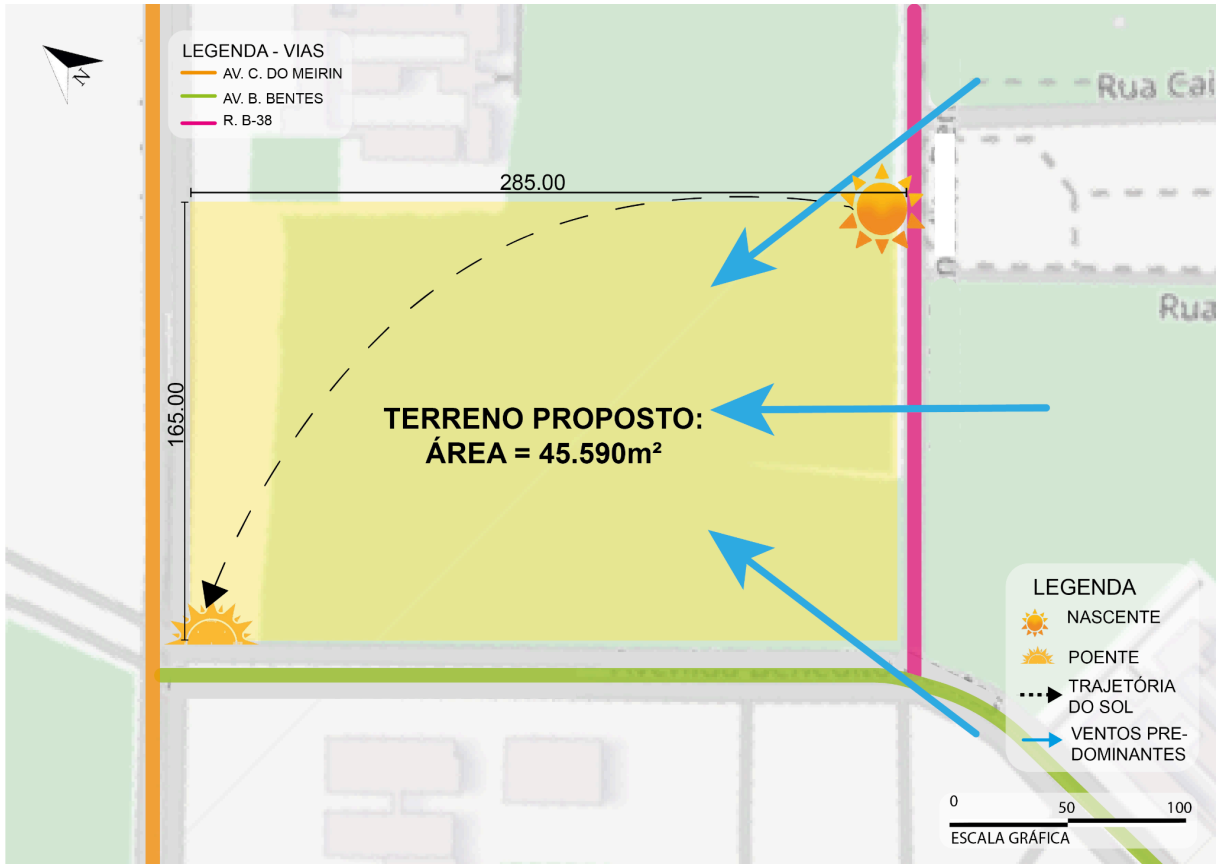 N
LEGENDA - VIAS
AV. C. DO MEIRIN
AV. B. BENTES
R. B-38
Rua Cai
285.00
Rua
165.00
TERRENO PROPOSTO:
ÁREA = 45.590m²
LEGENDA
NASCENTE
POENTE
TRAJETÓRIA
DO SOL
VENTOS PRE-
DOMINANTES
0 50 100
ESCALA GRÁFICA